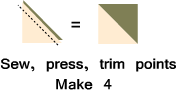 =
Sew, press, trim points
Make 4